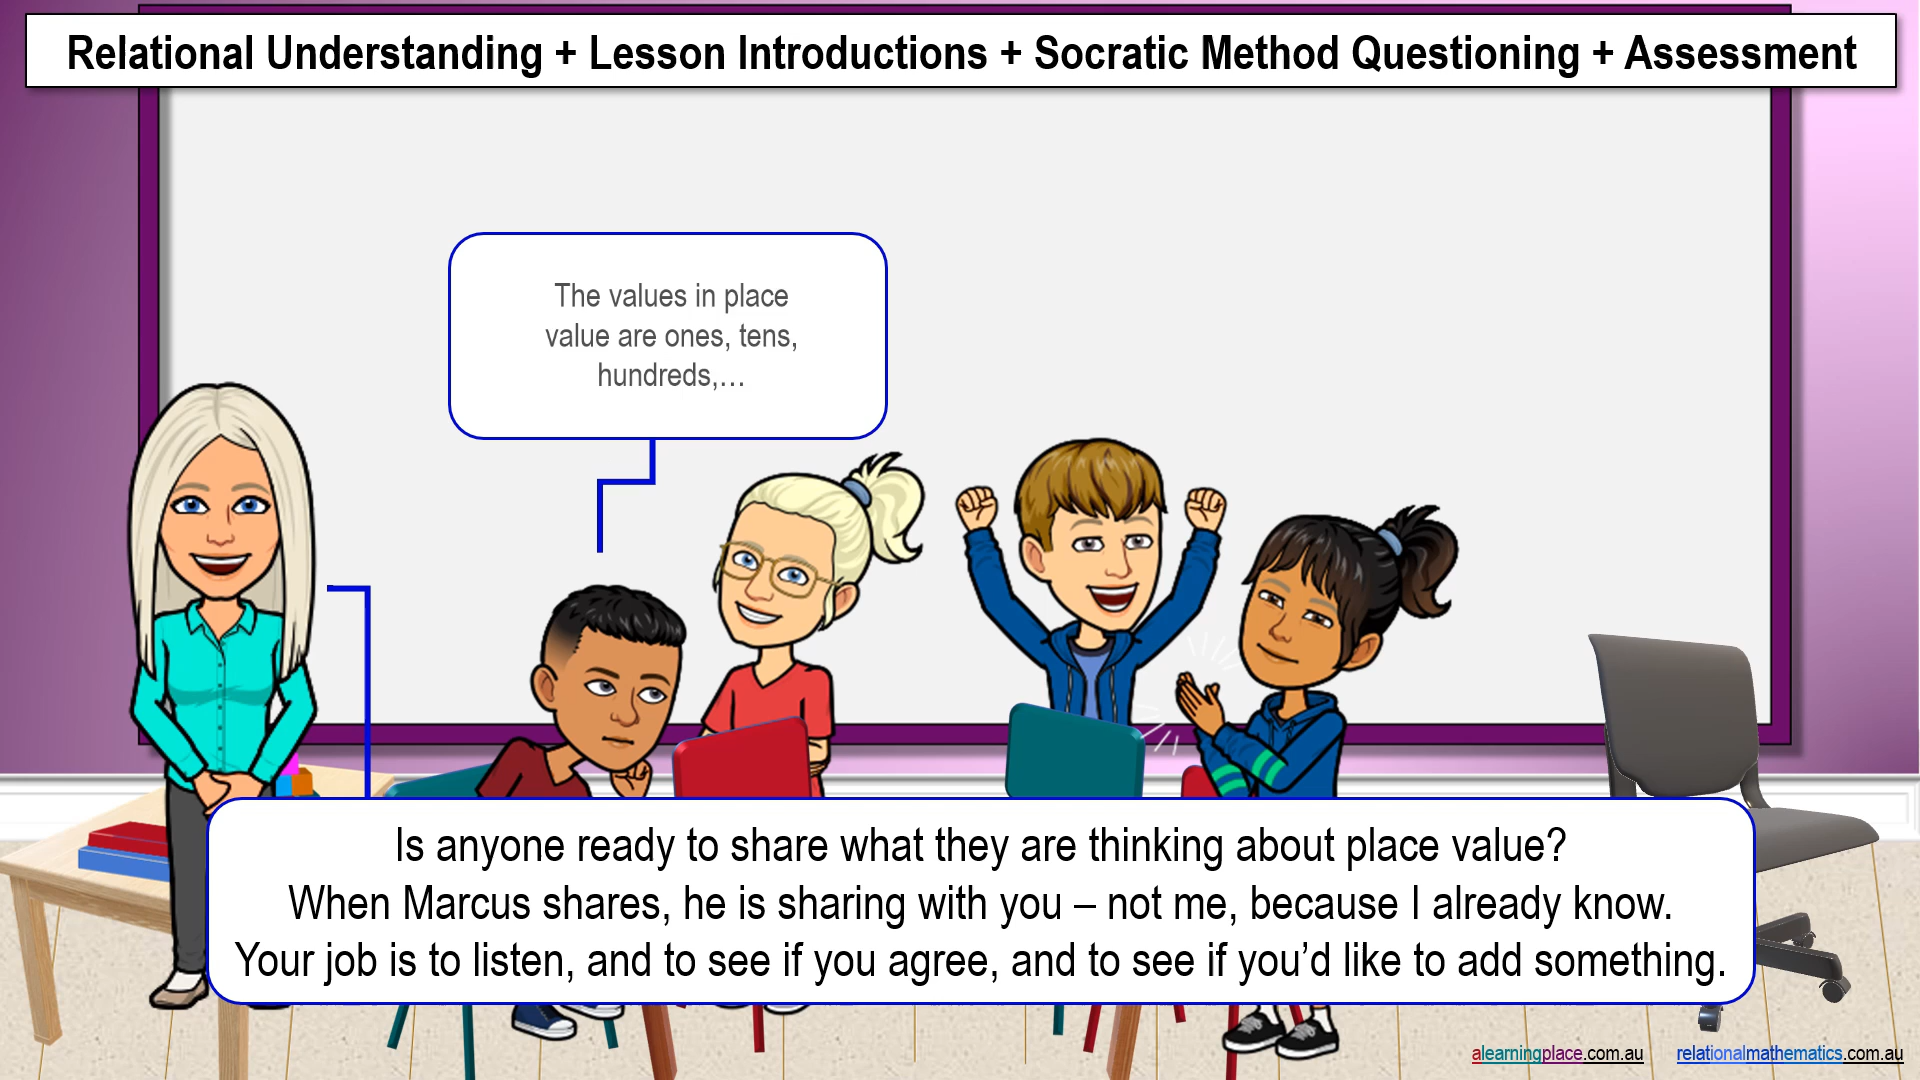 Relational Understanding + Lesson Introductions + Socratic Method Questioning + Assessment
The values in place
value are ones, tens,
hundreds,…
Is anyone ready to share what they are thinking about place value?
When Marcus shares, he is sharing with you – not me, because I already know.
Your job is to listen, and to see if you agree, and to see if you’d like to add something.
alearningplace.com.au
relationalmathematics.com.au